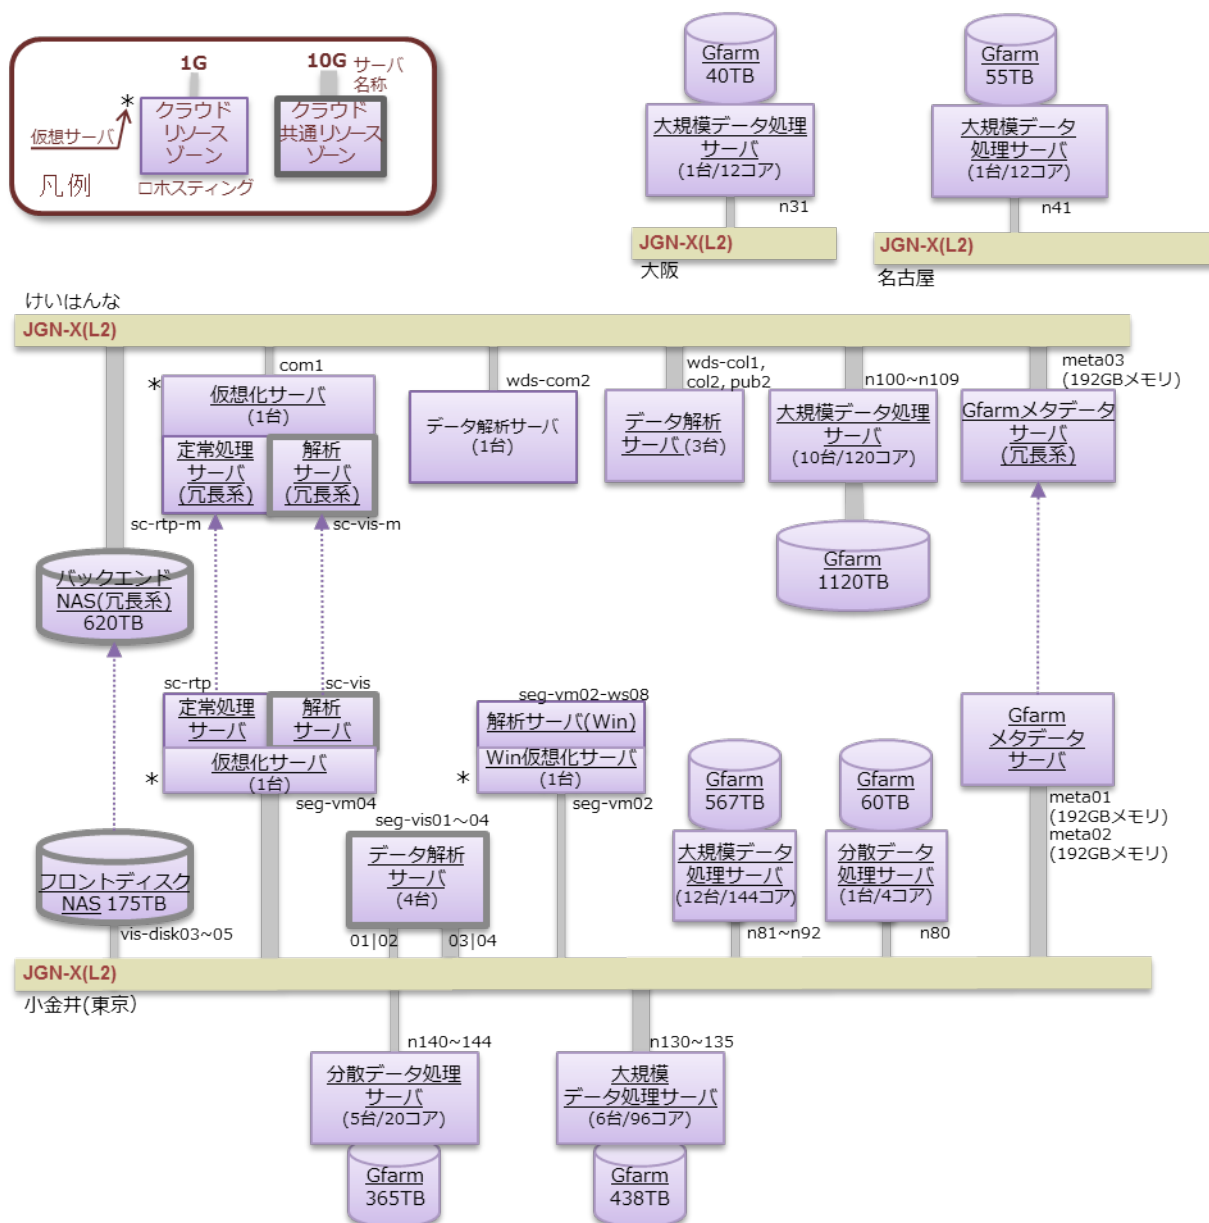 1G
10G
サーバ
名称
*
仮想サーバ
クラウド
リソース
ゾーン
クラウド
共通リソース
ゾーン
凡例
ロホスティング
Gfarm
40TB
大規模データ処理
サーバ
(1台/12コア)
n31
JGN-X(L2)
大阪
Gfarm
55TB
大規模データ
処理サーバ
(1台/12コア)
n41
JGN-X(L2)
名古屋
けいはんな
JGN-X(L2)
com1
*
仮想化サーバ
(1台)
定常処理
サーバ
(冗長系)
解析
サーバ
(冗長系)
sc-rtp-m
sc-vis-m
wds-com2
データ解析サーバ
(1台)
wds-col1,
col2, pub2
データ解析
サーバ(3台)
n100~n109
大規模データ処理
サーバ
(10台/120コア)
Gfarm
1120TB
meta03
(192GBメモリ)
Gfarmメタデータ
サーバ
(冗長系)
バックエンド
NAS(冗長系)
620TB
sc-rtp
sc-vis
定常処理
サーバ
解析
サーバ
仮想化サーバ
(1台)
*
seg-vm04
seg-vm02-ws08
解析サーバ(Win)
Win仮想化サーバ
(1台)
*
seg-vm02
Gfarm
567TB
大規模データ
処理サーバ
(12台/144コア)
n81~n92
Gfarm
60TB
分散データ
処理サーバ
(1台/4コア)
n80
Gfarm
メタデータ
サーバ
meta01
(192GBメモリ)
meta02
(192GBメモリ)
seg-vis01～04
データ解析
サーバ
(4台)
01|02
03|04
フロントディスク
NAS 175TB
vis-disk03~05
JGN-X(L2)
小金井(東京)
n140~144
分散データ処理
サーバ
(5台/20コア)
Gfarm
365TB
n130~135
大規模
データ処理サーバ
(6台/96コア)
Gfarm
438TB